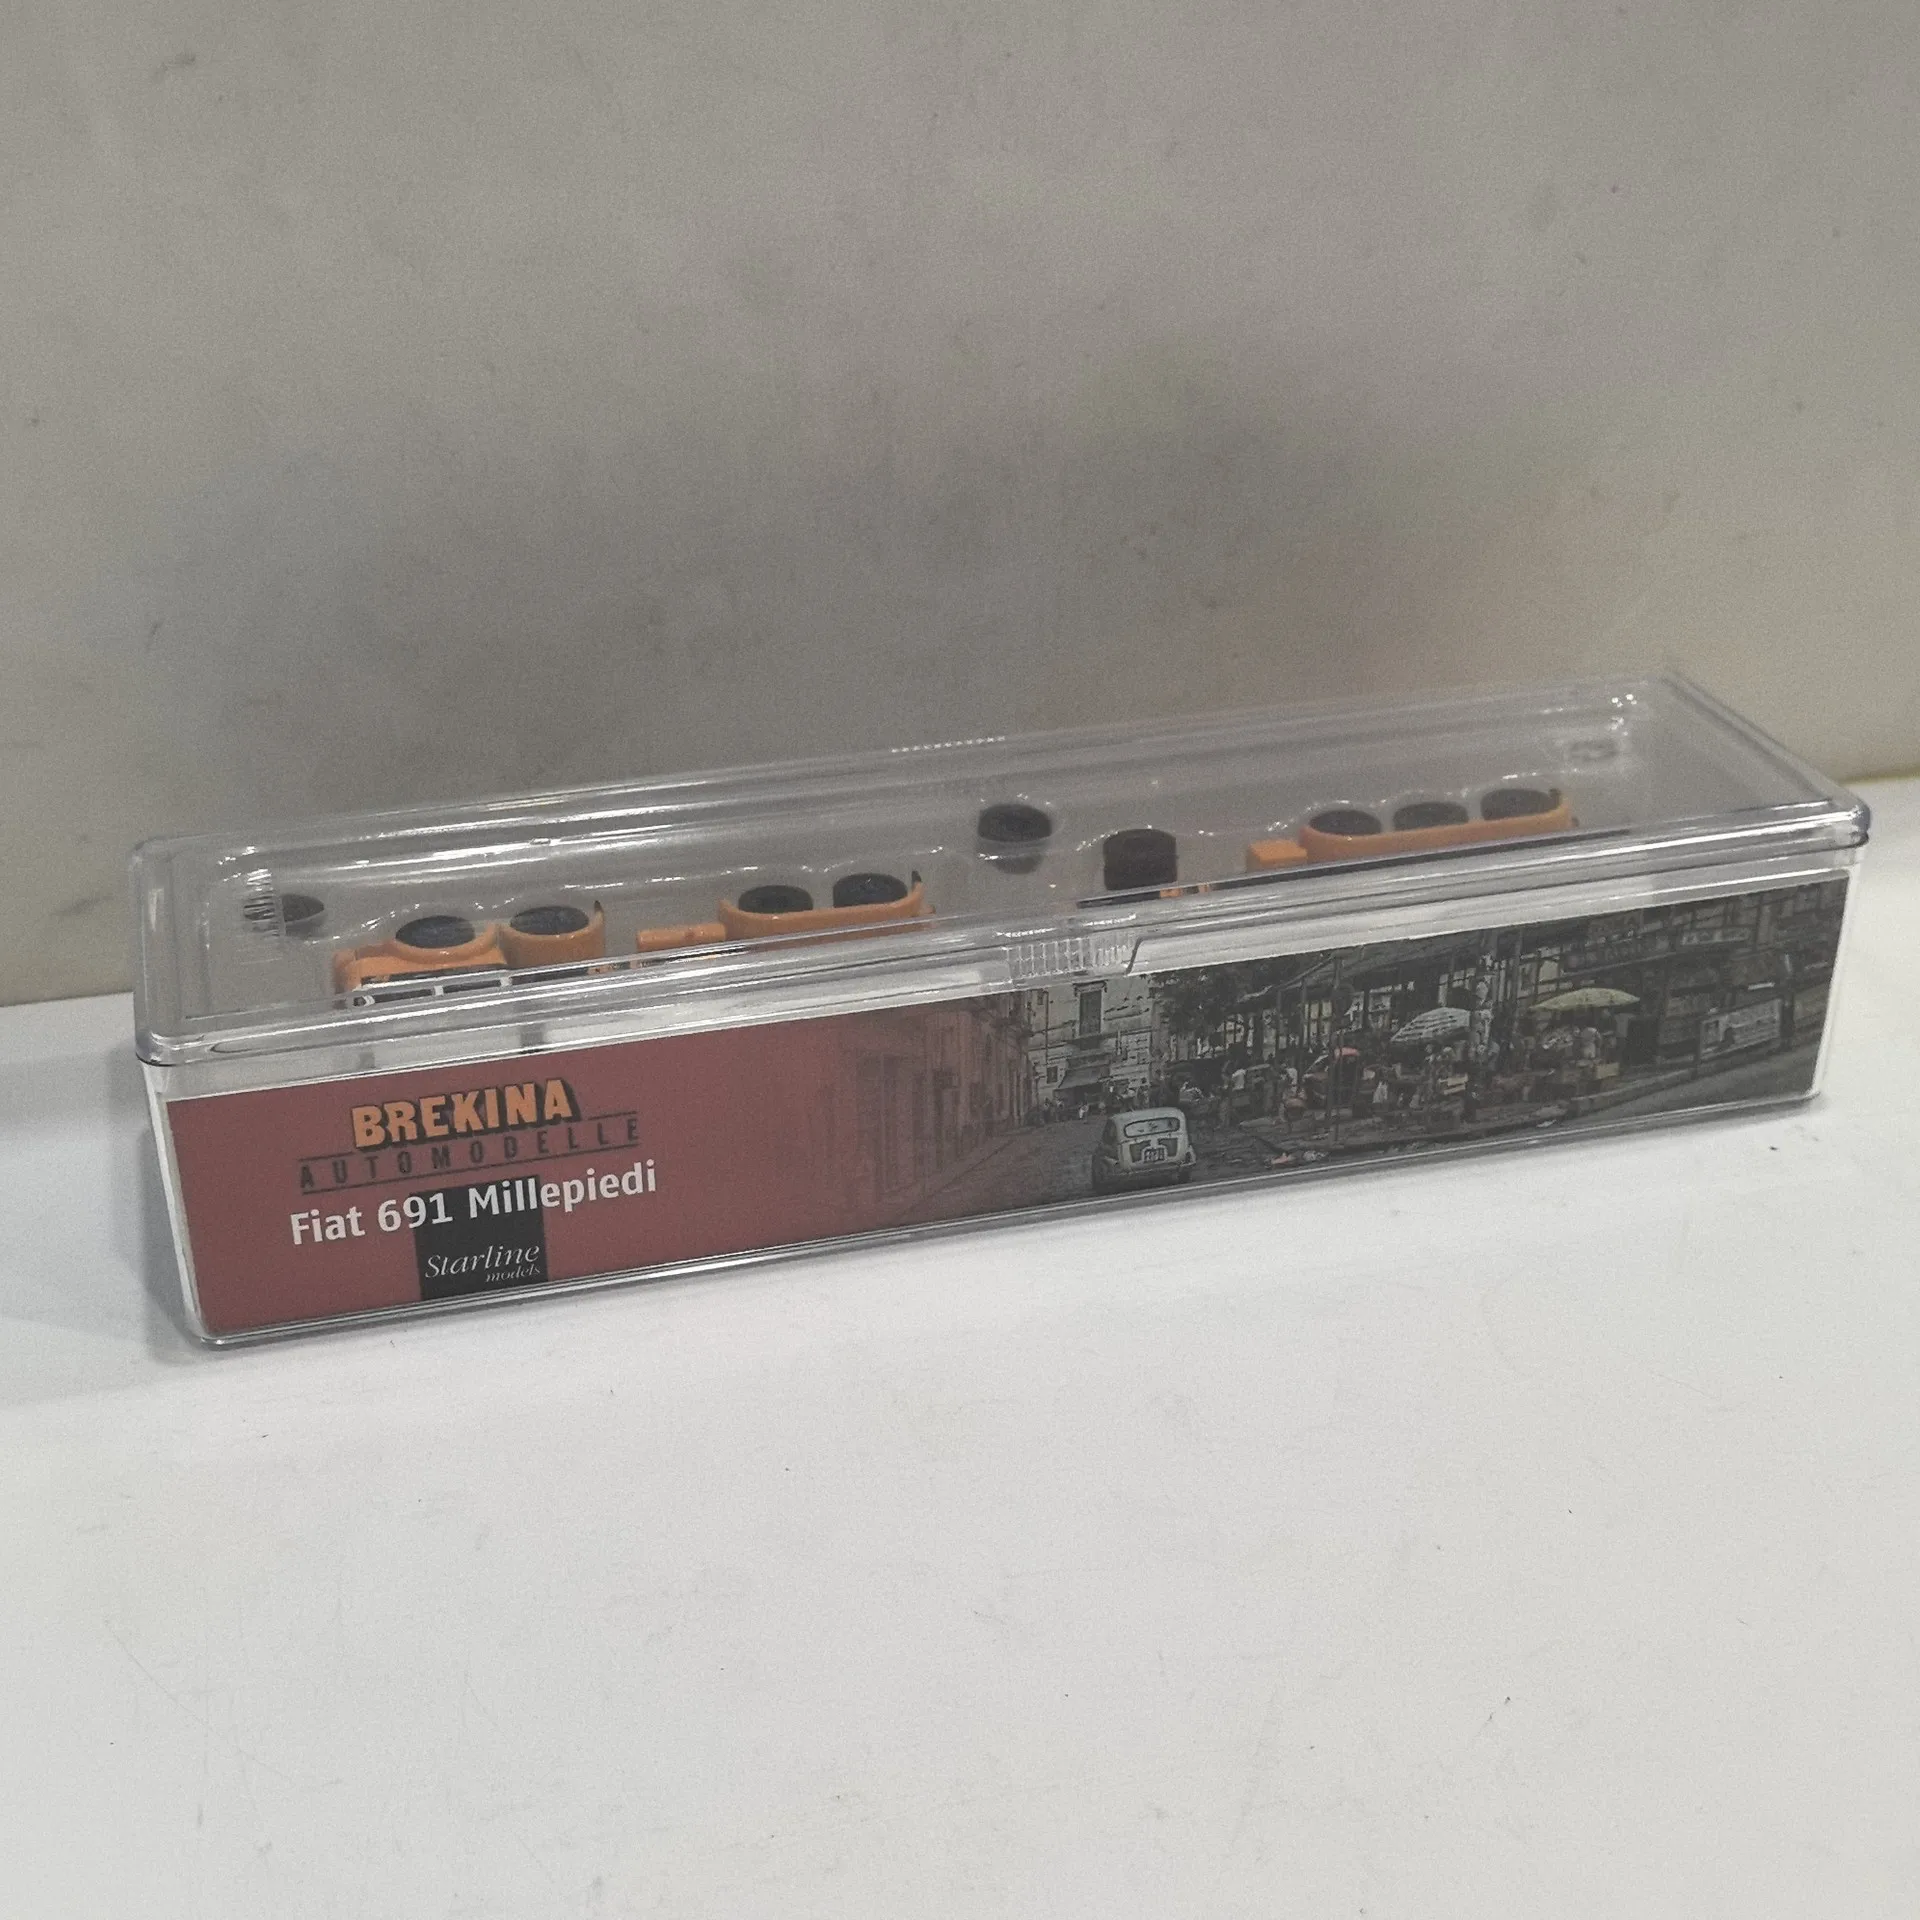 BREKINA
AUTOMODELLE
Fiat 691 Millepiedi
Starline
models